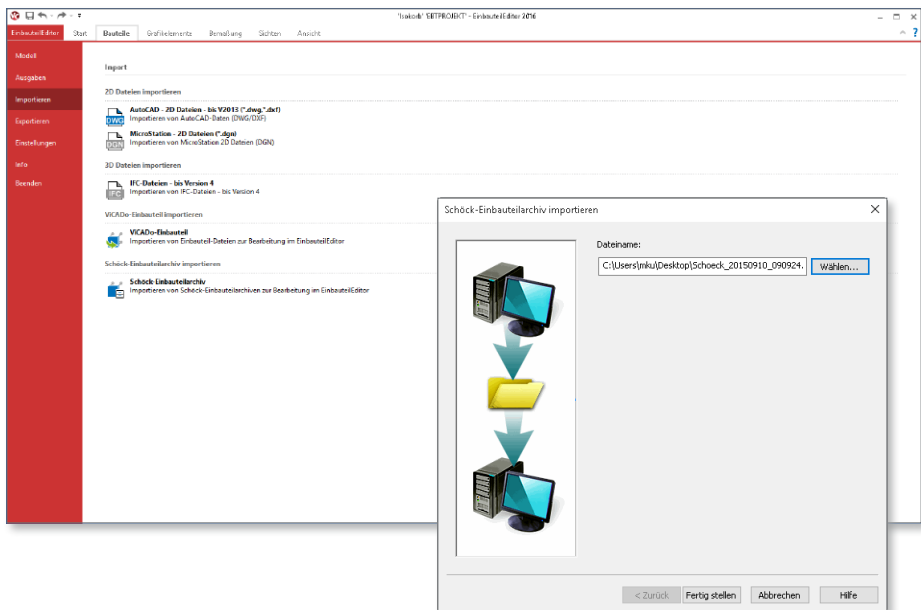 'Isokorb' 'EITPROJEKT' - EinbauteilEditor 2016
EinbauteilEditor Start Bauteile Grafikelemente Bemaßung Sichten Ansicht
Modell
Ausgaben
Importieren
Exportieren
Einstellungen
Info
Beenden
Import
2D Dateien importieren
DWG
AutoCAD - 2D Dateien - bis V2013 (*.dwg,*.dxf)
Importieren von AutoCAD-Daten (DWG/DXF)
DGN
MicroStation - 2D Dateien (*.dgn)
Importieren von MicroStation 2D Dateien (DGN)
3D Dateien importieren
IFC
IFC-Dateien - bis Version 4
Importieren von IFC-Dateien - bis Version 4
ViCADo-Einbauteil importieren
ViCADo-Einbauteil
Importieren von Einbauteil-Dateien zur Bearbeitung im EinbauteilEditor
Schöck-Einbauteilarchiv importieren
Schöck-Einbauteilarchiv
Importieren von Schöck-Einbauteilarchiven zur Bearbeitung im EinbauteilEditor
Schöck-Einbauteilarchiv importieren
Dateiname:
C:\Users\mku\Desktop\Schoeck_20150910_090924. Wählen...
< Zurück Fertig stellen Abbrechen Hilfe